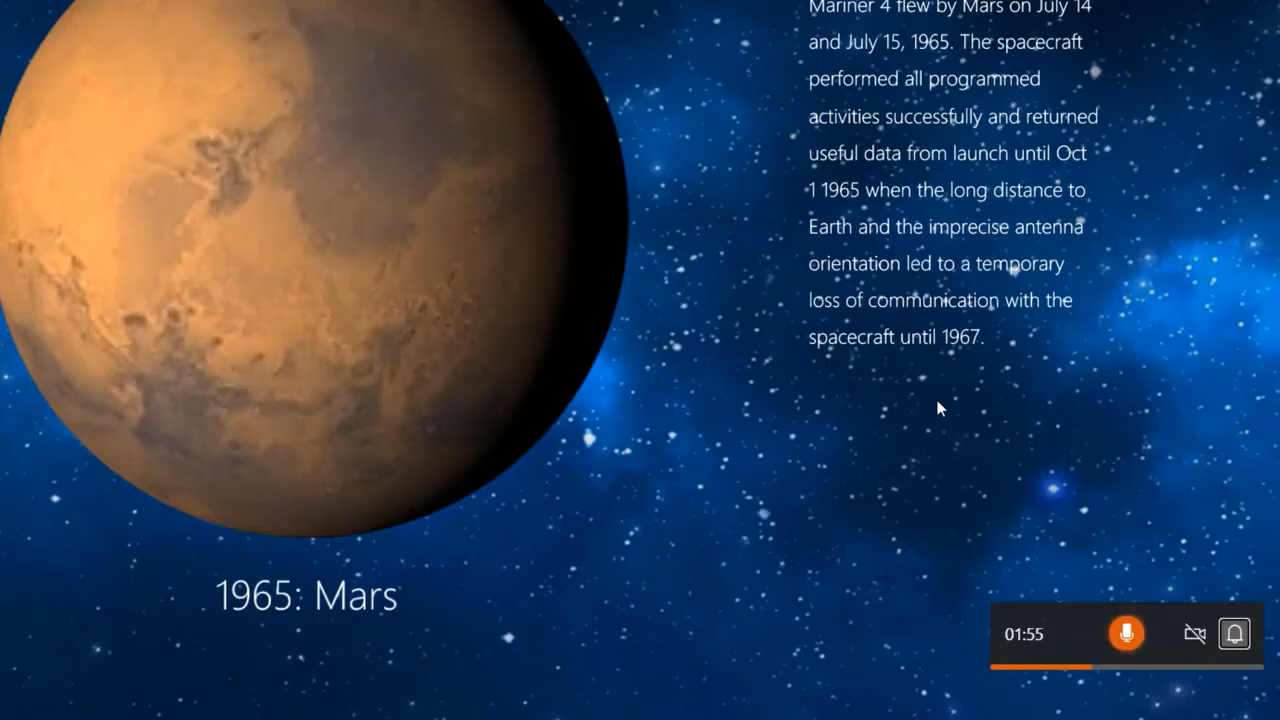 Mariner 4 flew by Mars on July 14
and July 15, 1965. The spacecraft
performed all programmed
activities successfully and returned
useful data from launch until Oct
1 1965 when the long distance to
Earth and the imprecise antenna
orientation led to a temporary
loss of communication with the
spacecraft until 1967.
1965: Mars
01:55